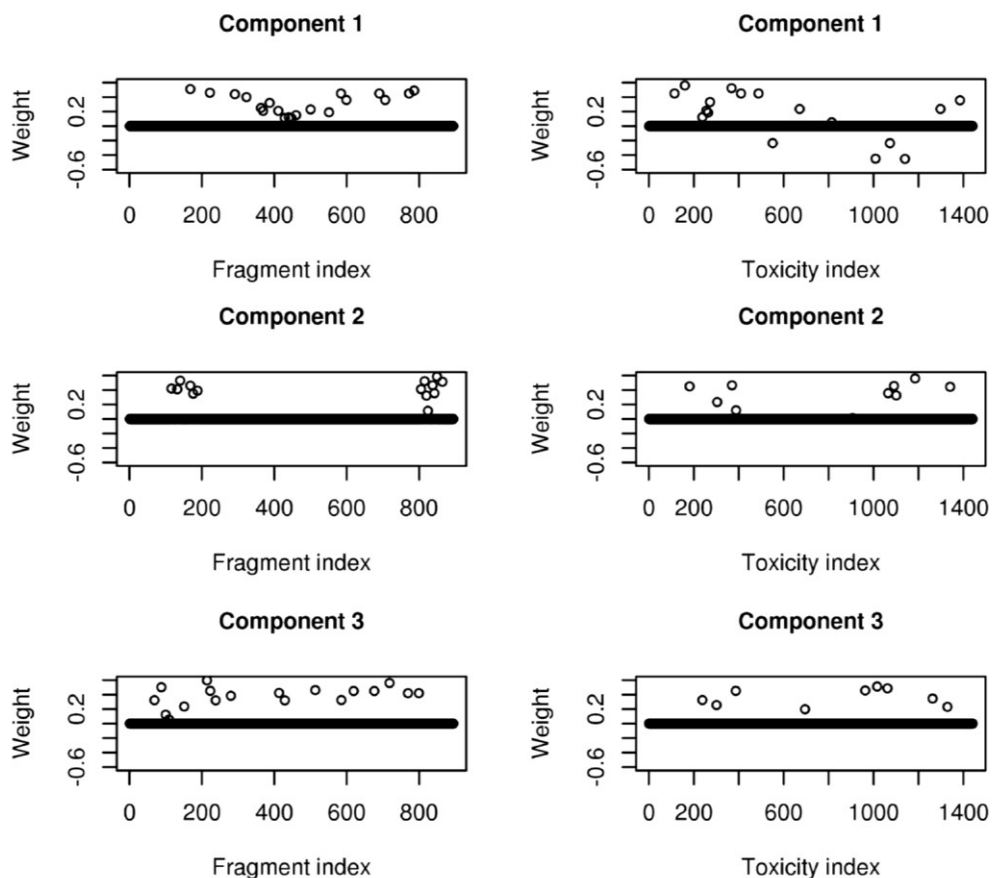 Component 1
Component 1
Weight
0.2
-0.6
0 200 400 600 800
Fragment index
Weight
0.2
-0.6
0 200 600 1000 1400
Toxicity index
Component 2
Component 2
Weight
0.2
-0.6
0 200 400 600 800
Fragment index
Weight
0.2
-0.6
0 200 600 1000 1400
Toxicity index
Component 3
Component 3
Weight
0.2
-0.6
0 200 400 600 800
Fragment index
Weight
0.2
-0.6
0 200 600 1000 1400
Toxicity index